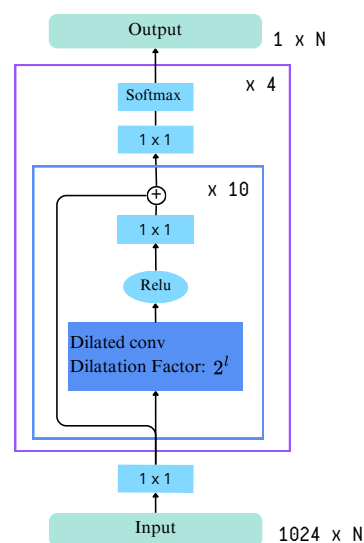 Output
1 x N
x 4
Softmax
1 x 1
x 10
1 x 1
Relu
Dilated conv
Dilatation Factor: 2^l
1 x 1
Input
1024 x N